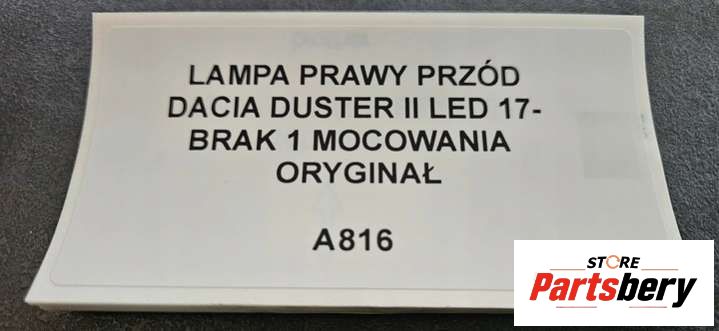 LAMPA PRAWY PRZÓD
DACIA DUSTER II LED 17-
BRAK 1 MOCOWANIA
ORYGINAŁ
A816
STORE
Partsbery